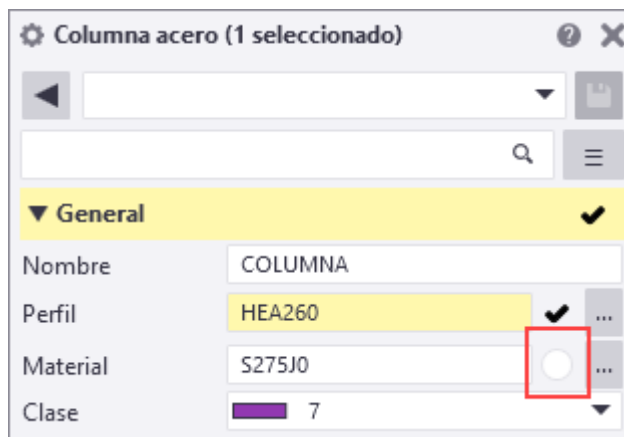 Columna acero (1 seleccionado)
General
Nombre COLUMNA
Perfil HEA260 ...
Material S275J0 ...
Clase 7